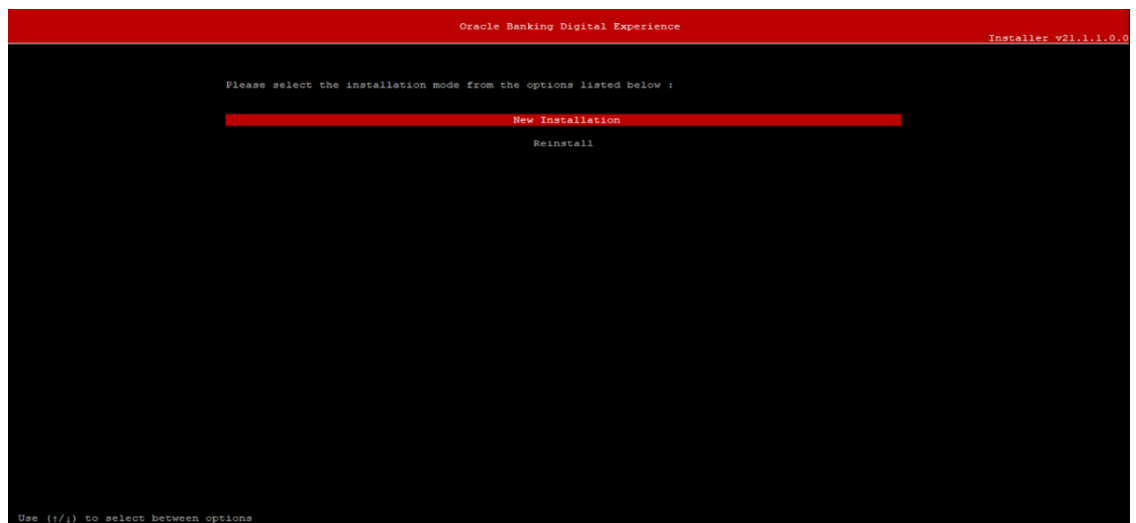 Oracle Banking Digital Experience
Installer v21.1.1.0.0
Please select the installation mode from the options listed below :
New Installation
Reinstall
Use (↑/↓) to select between options